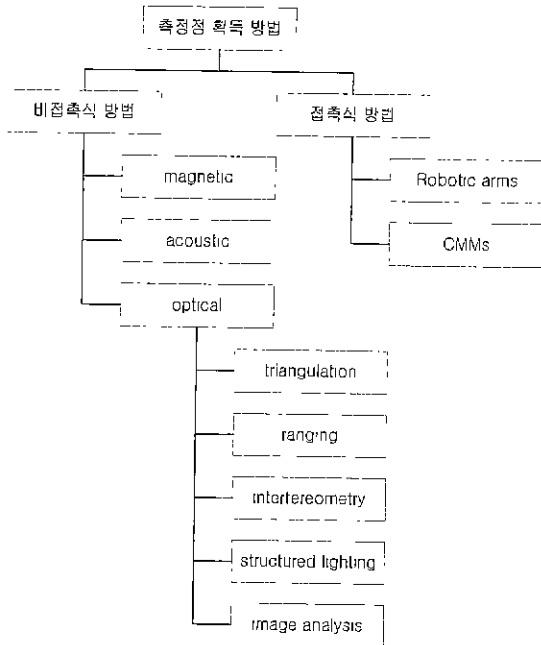 측정점 획득 방법
비접촉식 방법
접촉식 방법
magnetic
acoustic
optical
Robotic arms
CMMs
triangulation
ranging
intertereometry
structured lighting
image analysis